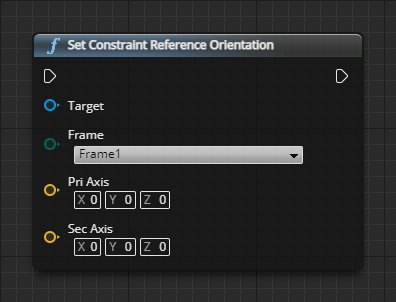 f Set Constraint Reference Orientation
Target
Frame
Frame1
Pri Axis
X 0 Y 0 Z 0
Sec Axis
X 0 Y 0 Z 0